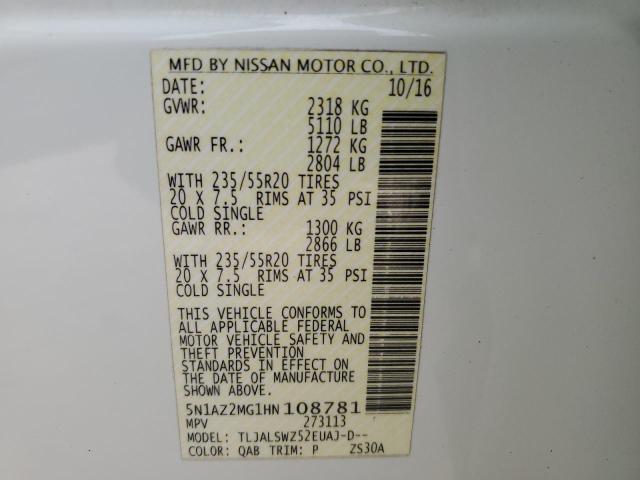 MFD BY NISSAN MOTOR CO., LTD.
DATE: 10/16
GVWR: 2318 KG
5110 LB
GAWR FR.: 1272 KG
2804 LB
WITH 235/55R20 TIRES
20 X 7.5 RIMS AT 35 PSI
COLD SINGLE
GAWR RR.: 1300 KG
2866 LB
WITH 235/55R20 TIRES
20 X 7.5 RIMS AT 35 PSI
COLD SINGLE
THIS VEHICLE CONFORMS TO
ALL APPLICABLE FEDERAL
MOTOR VEHICLE SAFETY AND
THEFT PREVENTION
STANDARDS IN EFFECT ON
THE DATE OF MANUFACTURE
SHOWN ABOVE.
5N1AZ2MG1HN108781
MPV 273113
MODEL: TLJALSWZ52EUAJ-D--
COLOR: QAB TRIM: P ZS30A